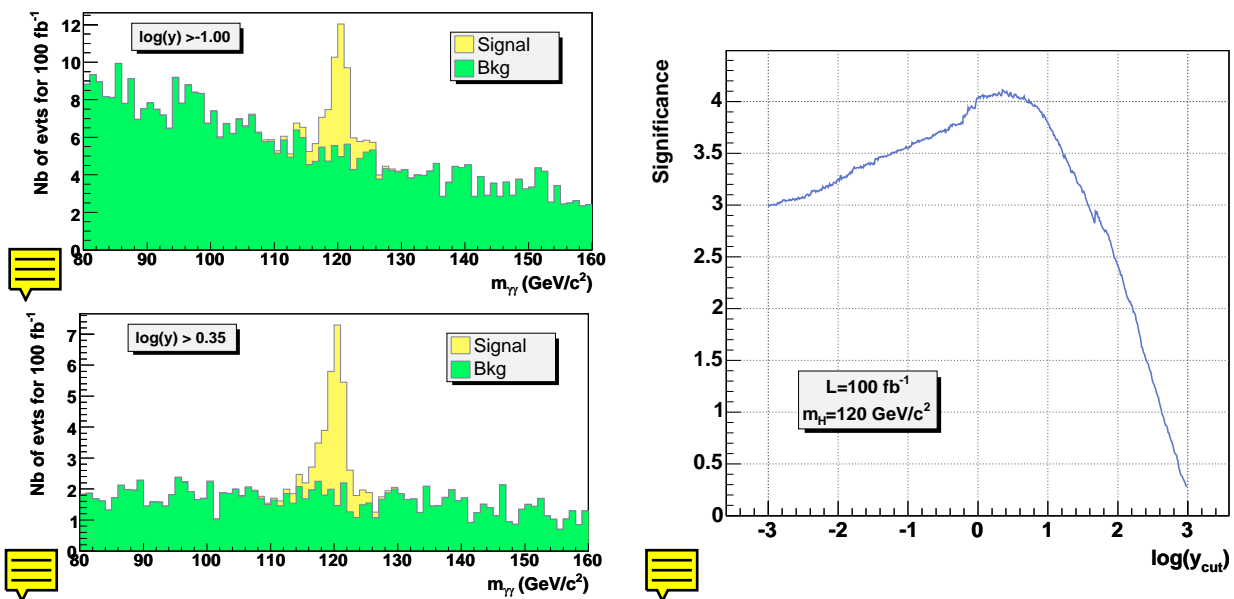 Nb of evts for 100 fb⁻¹
12
10
8
6
4
2
0
log(y) >-1.00
Signal
Bkg
80 90 100 110 120 130 140 150 160
mγγ (GeV/c²)
Nb of evts for 100 fb⁻¹
7
6
5
4
3
2
1
0
log(y) > 0.35
Signal
Bkg
80 90 100 110 120 130 140 150 160
mγγ (GeV/c²)
Significance
4
3.5
3
2.5
2
1.5
1
0.5
0
L=100 fb⁻¹
m_H=120 GeV/c²
-3 -2 -1 0 1 2 3
log(y_cut)